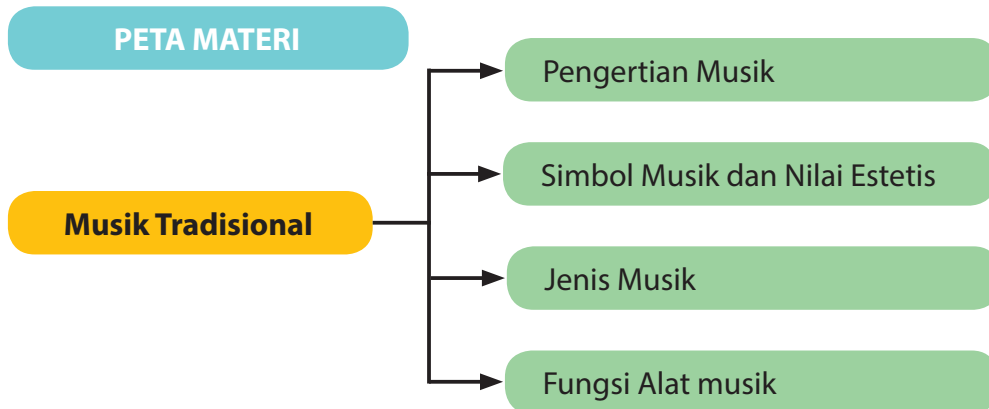 PETA MATERI
Musik Tradisional
Pengertian Musik
Simbol Musik dan Nilai Estetis
Jenis Musik
Fungsi Alat musik